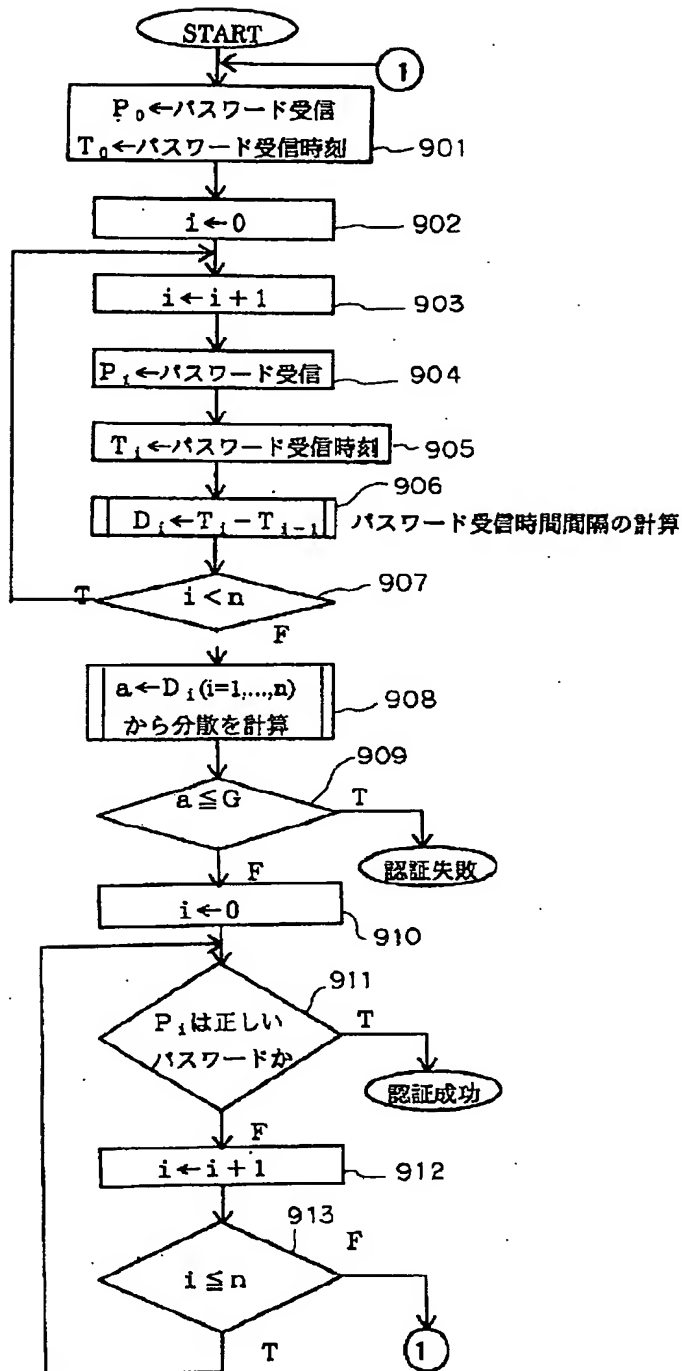 START
1
P₀←パスワード受信
T₀←パスワード受信時刻
901
i←0
902
i←i+1
903
Pᵢ←パスワード受信
904
Tᵢ←パスワード受信時刻
905
906
Dᵢ←Tᵢ-Tᵢ₋₁
パスワード受信時間間隔の計算
907
T
i<n
F
a←Dᵢ(i=1,...,n)
から分散を計算
908
909
a≦G
T
認証失敗
F
i←0
910
911
Pᵢは正しい
パスワードか
T
認証成功
F
i←i+1
912
913
F
i≦n
1
T